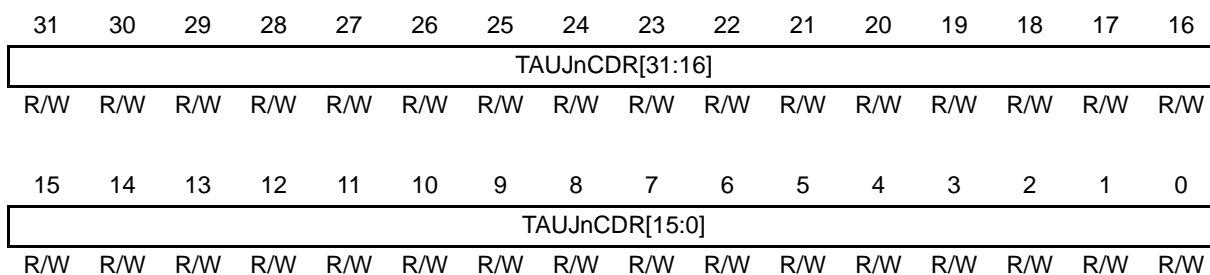 31 30 29 28 27 26 25 24 23 22 21 20 19 18 17 16
TAUJnCDR[31:16]
R/W R/W R/W R/W R/W R/W R/W R/W R/W R/W R/W R/W R/W R/W R/W R/W
15 14 13 12 11 10 9 8 7 6 5 4 3 2 1 0
TAUJnCDR[15:0]
R/W R/W R/W R/W R/W R/W R/W R/W R/W R/W R/W R/W R/W R/W R/W R/W